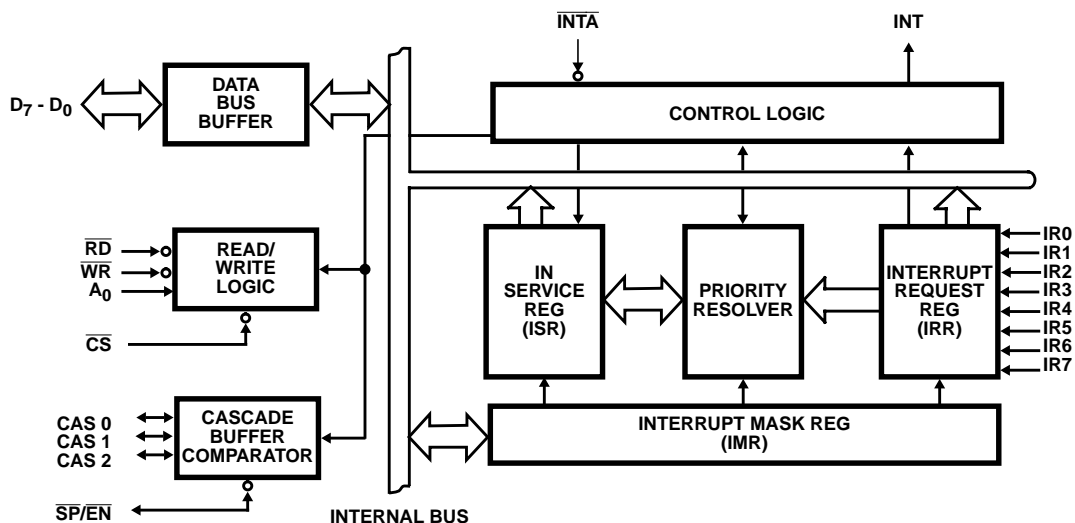 INTA
INT
D7 - D0
DATA
BUS
BUFFER
CONTROL LOGIC
RD
WR
A0
READ/
WRITE
LOGIC
CS
IN
SERVICE
REG
(ISR)
PRIORITY
RESOLVER
INTERRUPT
REQUEST
REG
(IRR)
IR0
IR1
IR2
IR3
IR4
IR5
IR6
IR7
CAS 0
CAS 1
CAS 2
CASCADE
BUFFER
COMPARATOR
INTERRUPT MASK REG
(IMR)
SP/EN
INTERNAL BUS